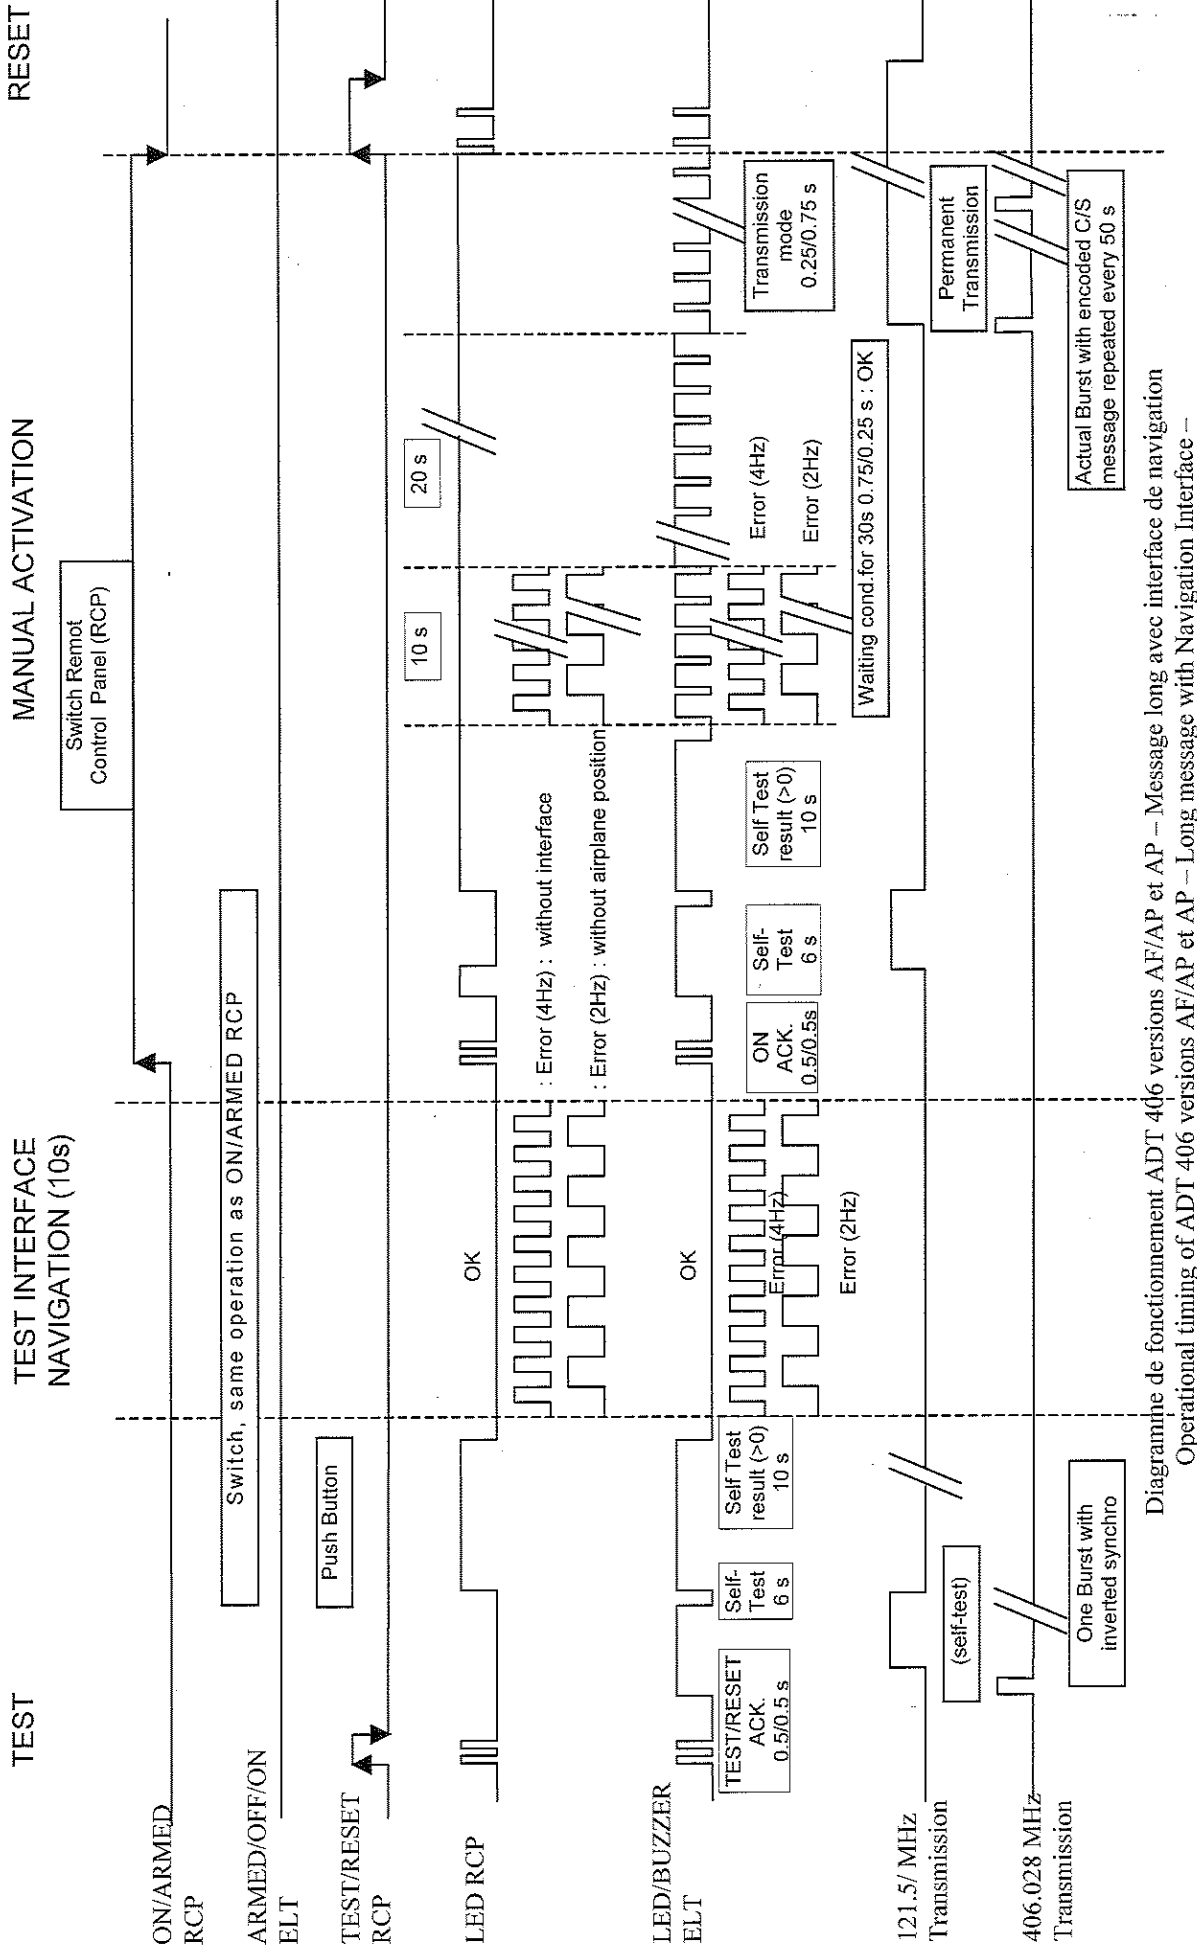 TEST
TEST INTERFACE
NAVIGATION (10s)
MANUAL ACTIVATION
RESET
ON/ARMED
RCP
Switch Remot
Control Panel (RCP)
Switch, same operation as ON/ARMED RCP
ARMED/OFF/ON
ELT
Push Button
TEST/RESET
RCP
10 s
20 s
LED RCP
OK
: Error (4Hz) : without interface
: Error (2Hz) : without airplane position
LED/BUZZER
ELT
OK
TEST/RESET
ACK.
0.5/0.5 s
Self-
Test
6 s
Self Test
result (>0)
10 s
Error (4Hz)
Error (2Hz)
ON
ACK.
0.5/0.5s
Self-
Test
6 s
Self Test
result (>0)
10 s
Error (4Hz)
Error (2Hz)
Transmission
mode
0.25/0.75 s
Waiting cond.for 30s 0.75/0.25 s : OK
121.5/ MHz
Transmission
(self-test)
Permanent
Transmission
406.028 MHz
Transmission
One Burst with
inverted synchro
Actual Burst with encoded C/S
message repeated every 50 s
Diagramme de fonctionnement ADT 406 versions AF/AP et AP – Message long avec interface de navigation
Operational timing of ADT 406 versions AF/AP et AP – Long message with Navigation Interface –